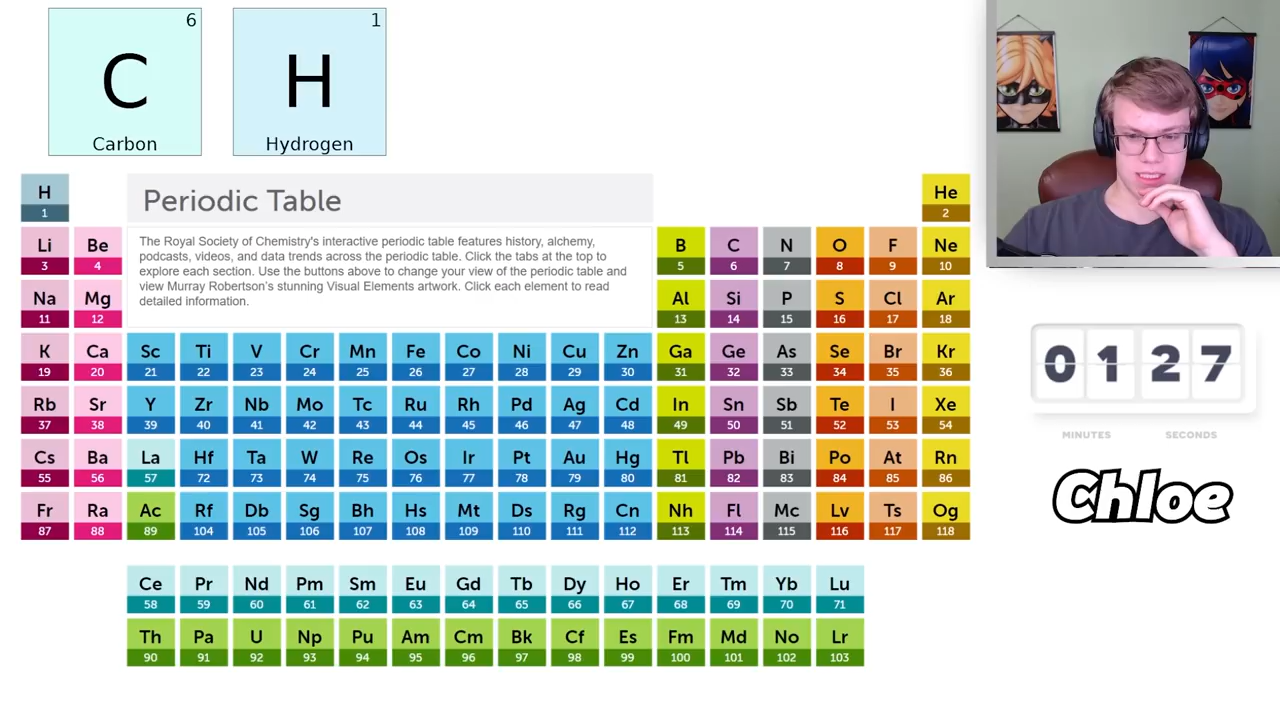 6
C
Carbon
1
H
Hydrogen
H He
1 2
Periodic Table
Li Be B C N O F Ne
3 4 5 6 7 8 9 10
The Royal Society of Chemistry's interactive periodic table features history, alchemy,
podcasts, videos, and data trends across the periodic table. Click the tabs at the top to
explore each section. Use the buttons above to change your view of the periodic table and
view Murray Robertson's stunning Visual Elements artwork. Click each element to read
detailed information.
Na Mg Al Si P S Cl Ar
11 12 13 14 15 16 17 18
K Ca Sc Ti V Cr Mn Fe Co Ni Cu Zn Ga Ge As Se Br Kr
19 20 21 22 23 24 25 26 27 28 29 30 31 32 33 34 35 36
Rb Sr Y Zr Nb Mo Tc Ru Rh Pd Ag Cd In Sn Sb Te I Xe
37 38 39 40 41 42 43 44 45 46 47 48 49 50 51 52 53 54
Cs Ba La Hf Ta W Re Os Ir Pt Au Hg Tl Pb Bi Po At Rn
55 56 57 72 73 74 75 76 77 78 79 80 81 82 83 84 85 86
Fr Ra Ac Rf Db Sg Bh Hs Mt Ds Rg Cn Nh Fl Mc Lv Ts Og
87 88 89 104 105 106 107 108 109 110 111 112 113 114 115 116 117 118
Ce Pr Nd Pm Sm Eu Gd Tb Dy Ho Er Tm Yb Lu
58 59 60 61 62 63 64 65 66 67 68 69 70 71
Th Pa U Np Pu Am Cm Bk Cf Es Fm Md No Lr
90 91 92 93 94 95 96 97 98 99 100 101 102 103
01 27
MINUTES SECONDS
Chloe